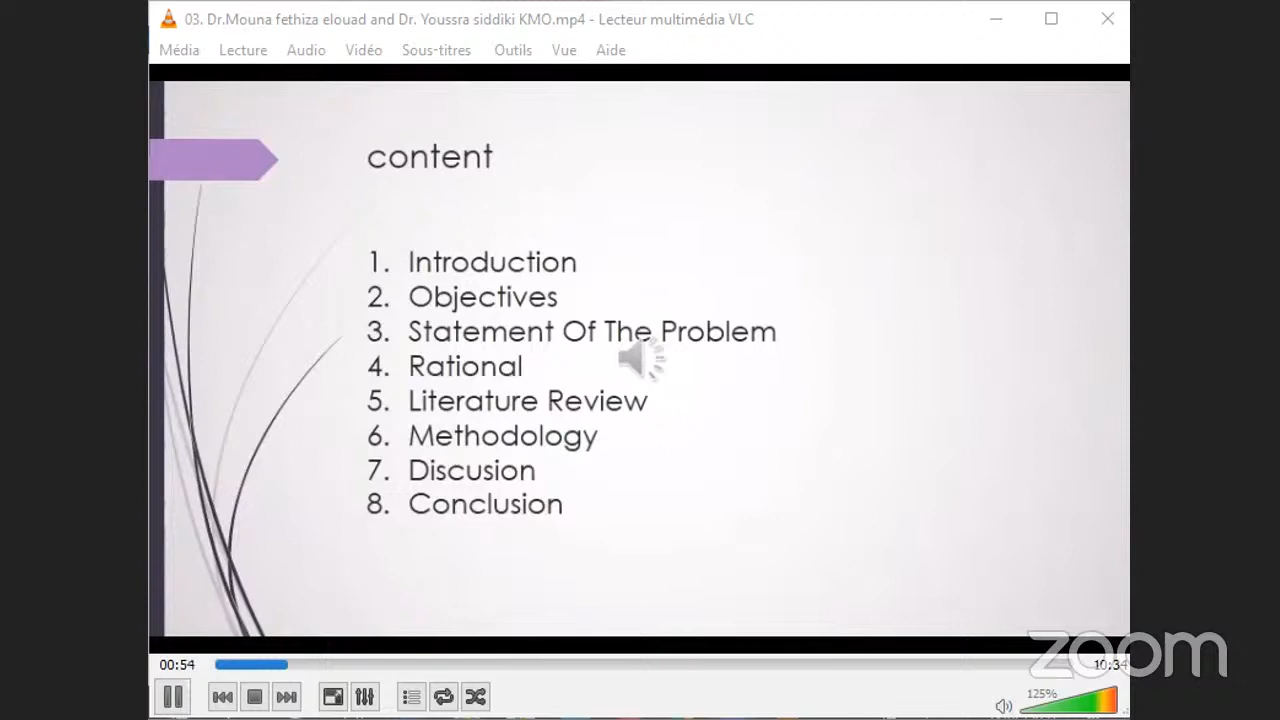 03. Dr.Mouna fethiza elouad and Dr. Youssra siddiki KMO.mp4 - Lecteur multimédia VLC
Média Lecture Audio Vidéo Sous-titres Outils Vue Aide
content
1. Introduction
2. Objectives
3. Statement Of The Problem
4. Rational
5. Literature Review
6. Methodology
7. Discusion
8. Conclusion
zoom
00:54 10:34
125%